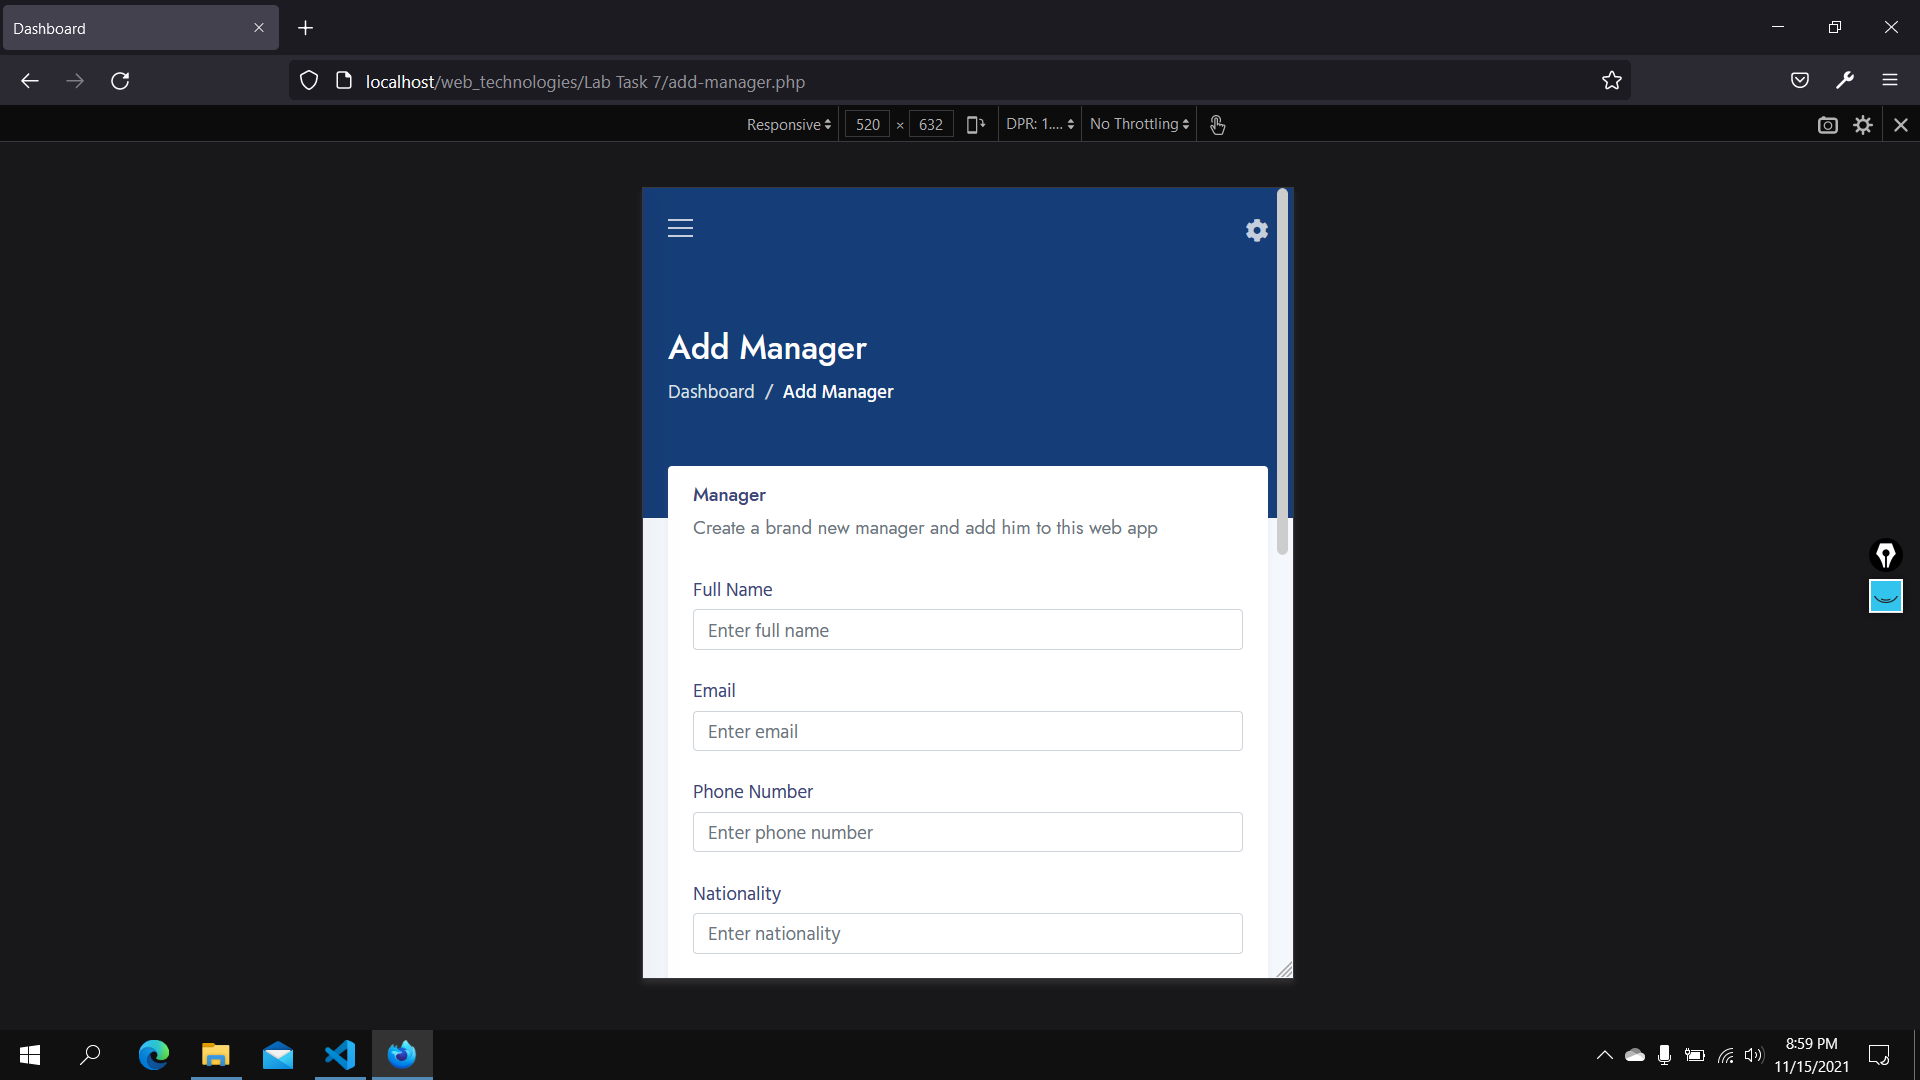 Dashboard
localhost/web_technologies/Lab Task 7/add-manager.php
Responsive 520 × 632 DPR: 1.... No Throttling
Add Manager
Dashboard / Add Manager
Manager
Create a brand new manager and add him to this web app
Full Name
Enter full name
Email
Enter email
Phone Number
Enter phone number
Nationality
Enter nationality
8:59 PM
11/15/2021